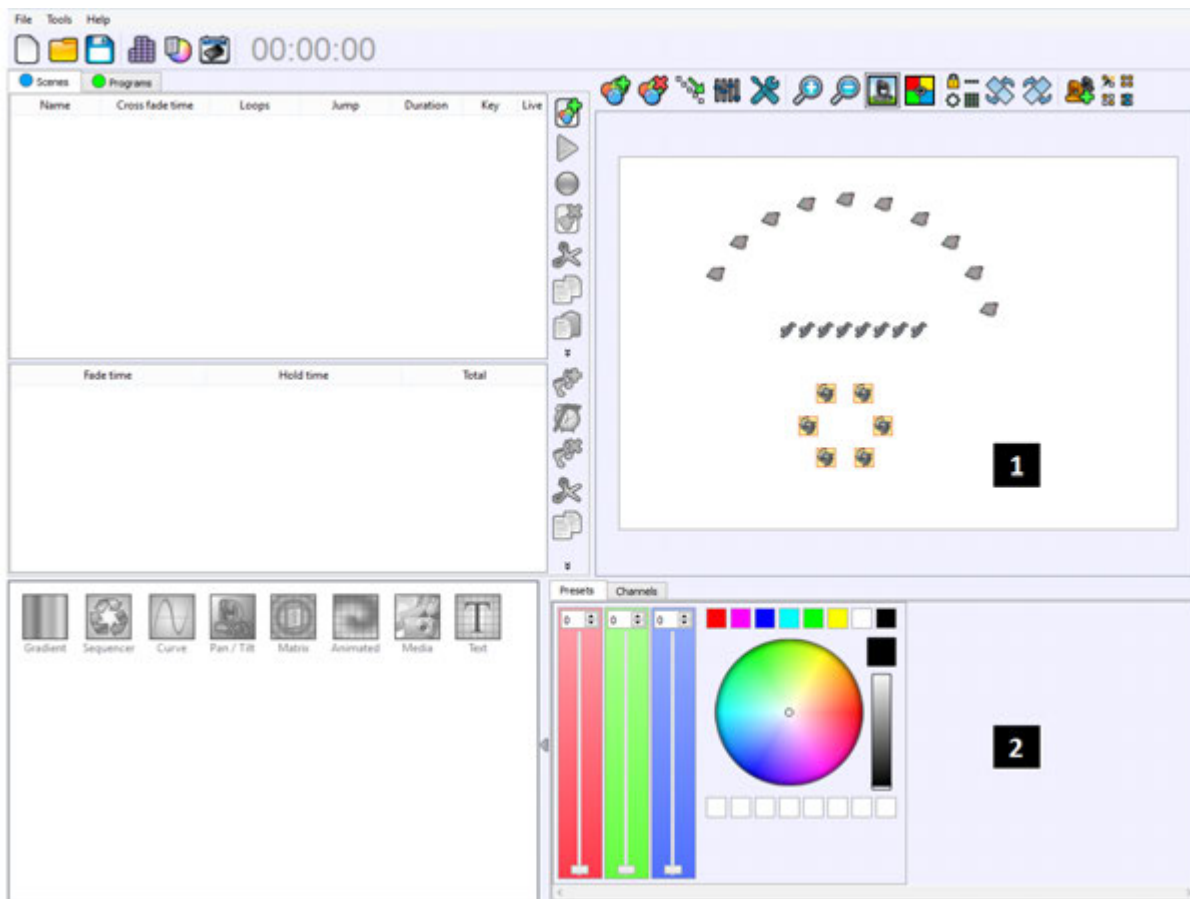 File Tools Help
00:00:00
Scenes Programs
Name Cross fade time Loops Jump Duration Key Live
1
Fade time Hold time Total
Gradient Sequencer Curve Pan / Tilt Matrix Animated Media Text
Presets Channels
0 0 0
2